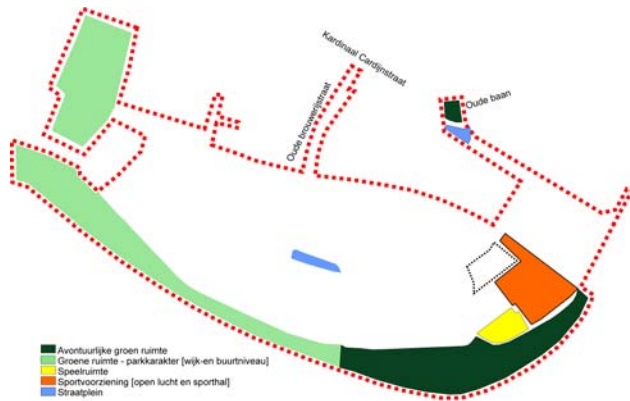 Kardinaal Cardijnstraat
Oude baan
Oude brouwerijstraat
Avontuurlijke groen ruimte
Groene ruimte - parkkarakter [wijk-en buurtniveau]
Speelruimte
Sportvoorziening [open lucht en sporthal]
Straatplein